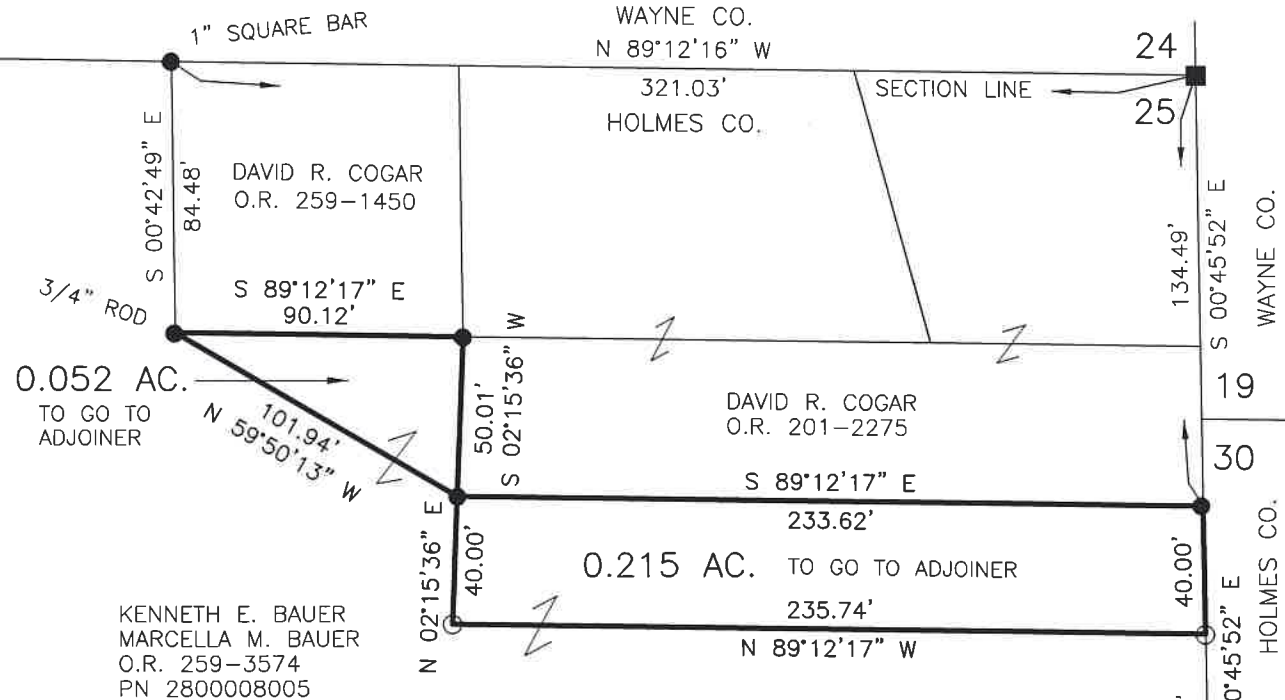 1" SQUARE BAR
WAYNE CO.
N 89°12'16" W
321.03'
HOLMES CO.
SECTION LINE
24
25
S 00°42'49" E
84.48'
DAVID R. COGAR
O.R. 259-1450
134.49'
S 00°45'52" E
WAYNE CO.
3/4" ROD
S 89°12'17" E
90.12'
0.052 AC.
TO GO TO
ADJOINER
101.94'
N 59°50'13" W
50.01'
S 02°15'36" W
DAVID R. COGAR
O.R. 201-2275
19
30
S 89°12'17" E
233.62'
N 02°15'36" E
40.00'
0.215 AC. TO GO TO ADJOINER
40.00'
235.74'
N 89°12'17" W
0°45'52" E
HOLMES CO.
KENNETH E. BAUER
MARCELLA M. BAUER
O.R. 259-3574
PN 2800008005